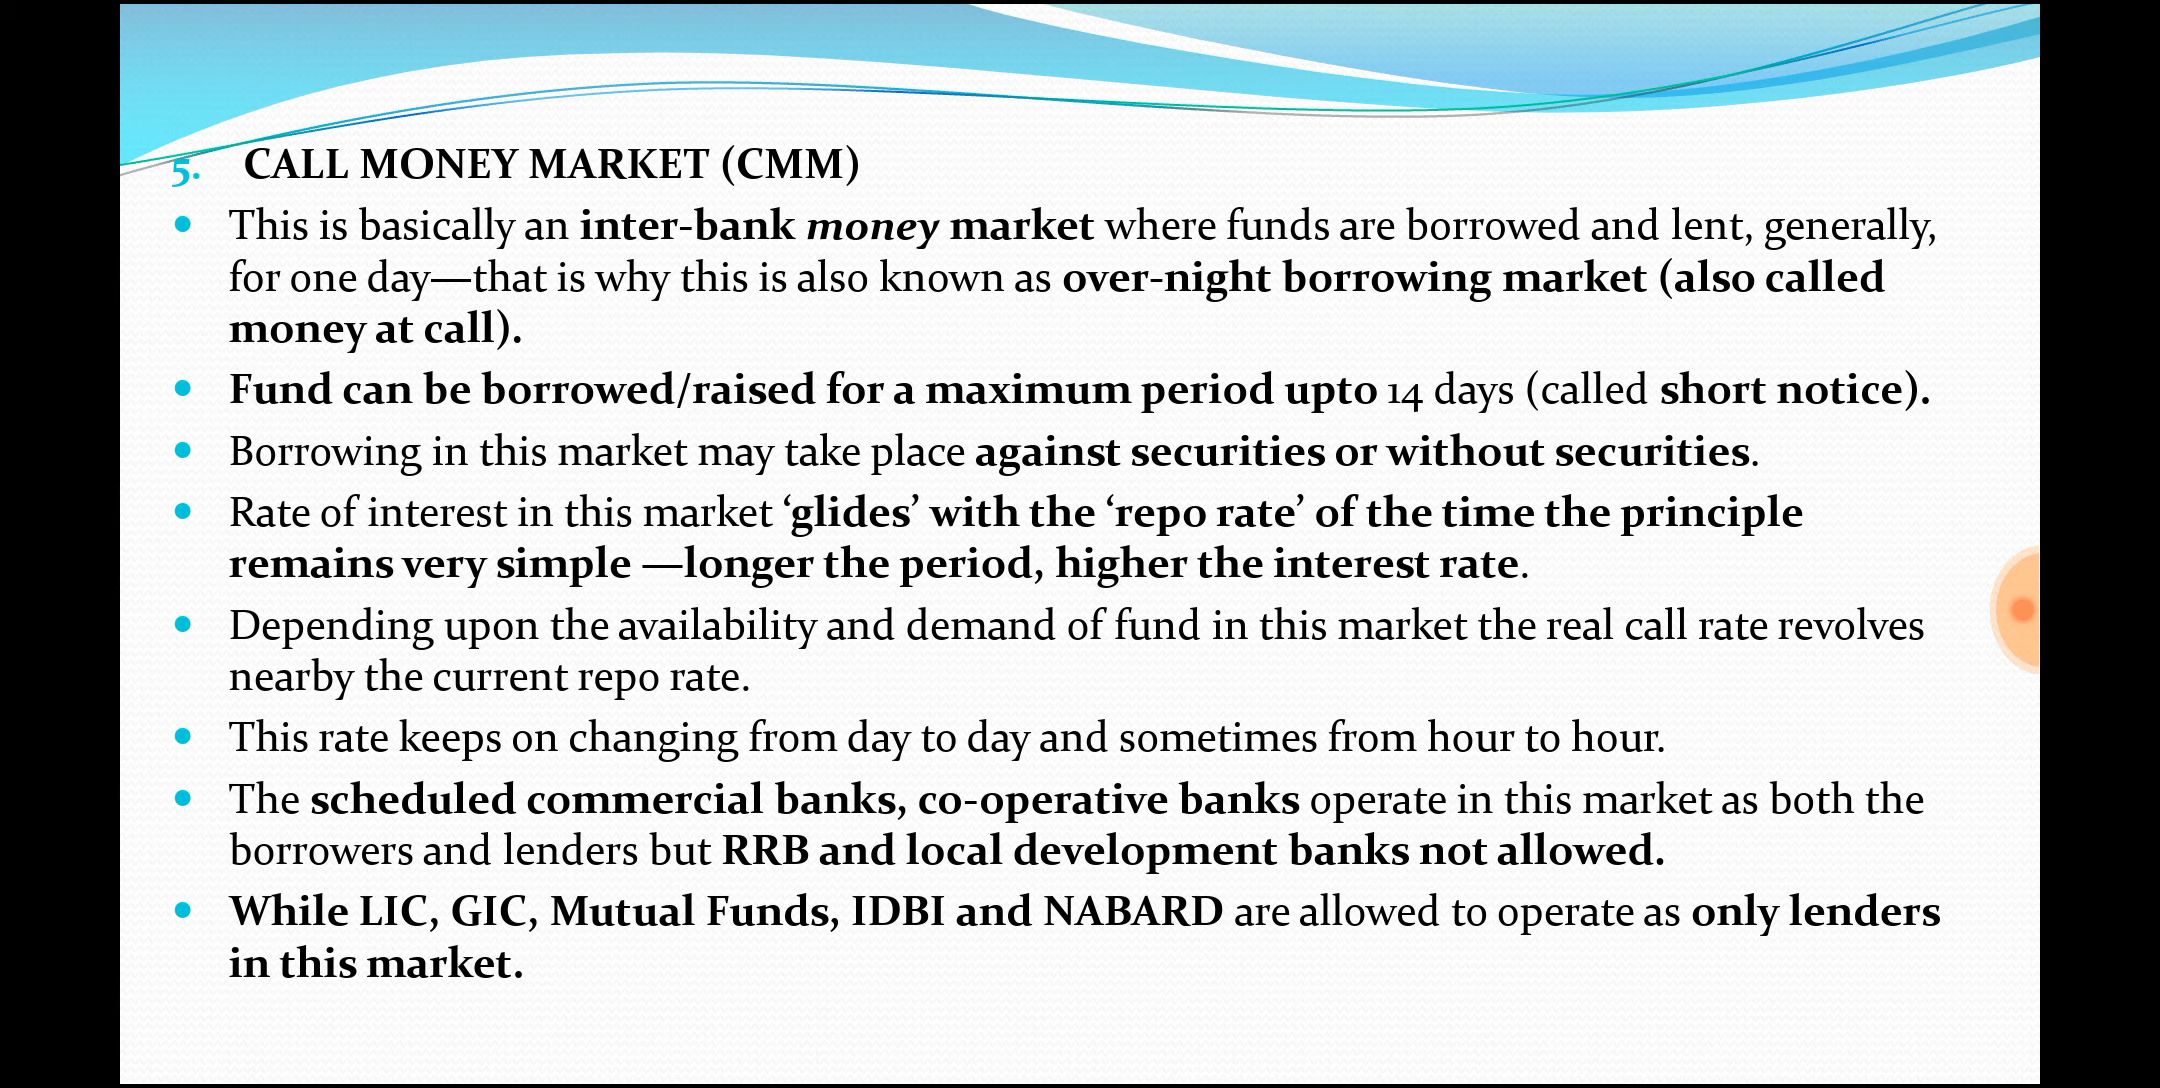 5. CALL MONEY MARKET (CMM)
• This is basically an inter-bank money market where funds are borrowed and lent, generally,
for one day—that is why this is also known as over-night borrowing market (also called
money at call).
• Fund can be borrowed/raised for a maximum period upto 14 days (called short notice).
• Borrowing in this market may take place against securities or without securities.
• Rate of interest in this market ‘glides’ with the ‘repo rate’ of the time the principle
remains very simple —longer the period, higher the interest rate.
• Depending upon the availability and demand of fund in this market the real call rate revolves
nearby the current repo rate.
• This rate keeps on changing from day to day and sometimes from hour to hour.
• The scheduled commercial banks, co-operative banks operate in this market as both the
borrowers and lenders but RRB and local development banks not allowed.
• While LIC, GIC, Mutual Funds, IDBI and NABARD are allowed to operate as only lenders
in this market.